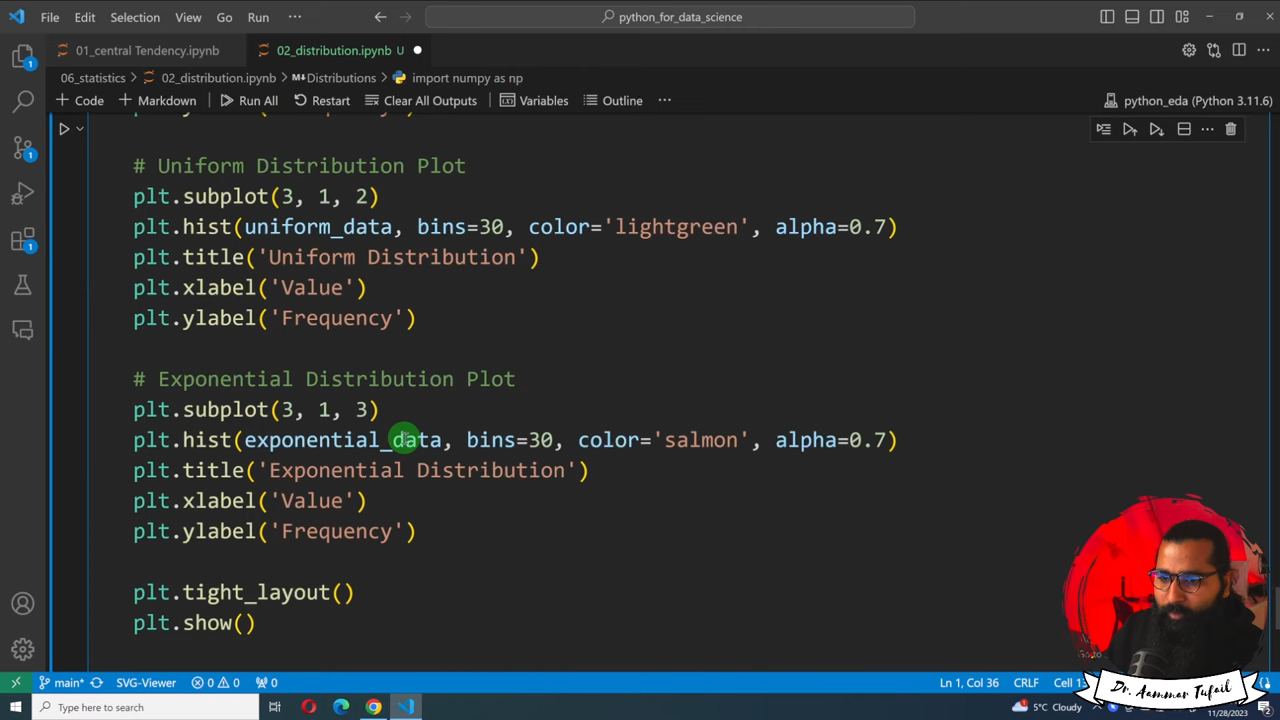 File Edit Selection View Go Run ··· python_for_data_science
01_central Tendency.ipynb 02_distribution.ipynb U
06_statistics > 02_distribution.ipynb > Distributions > import numpy as np
Code Markdown Run All Restart Clear All Outputs Variables Outline ··· python_eda (Python 3.11.6)
# Uniform Distribution Plot
plt.subplot(3, 1, 2)
plt.hist(uniform_data, bins=30, color='lightgreen', alpha=0.7)
plt.title('Uniform Distribution')
plt.xlabel('Value')
plt.ylabel('Frequency')
# Exponential Distribution Plot
plt.subplot(3, 1, 3)
plt.hist(exponential_data, bins=30, color='salmon', alpha=0.7)
plt.title('Exponential Distribution')
plt.xlabel('Value')
plt.ylabel('Frequency')
plt.tight_layout()
plt.show()
main* SVG-Viewer 0 0 0 Ln 1, Col 36 CRLF Cell
Dr. Aammar Tufail
Type here to search 5°C Cloudy 11/28/2023